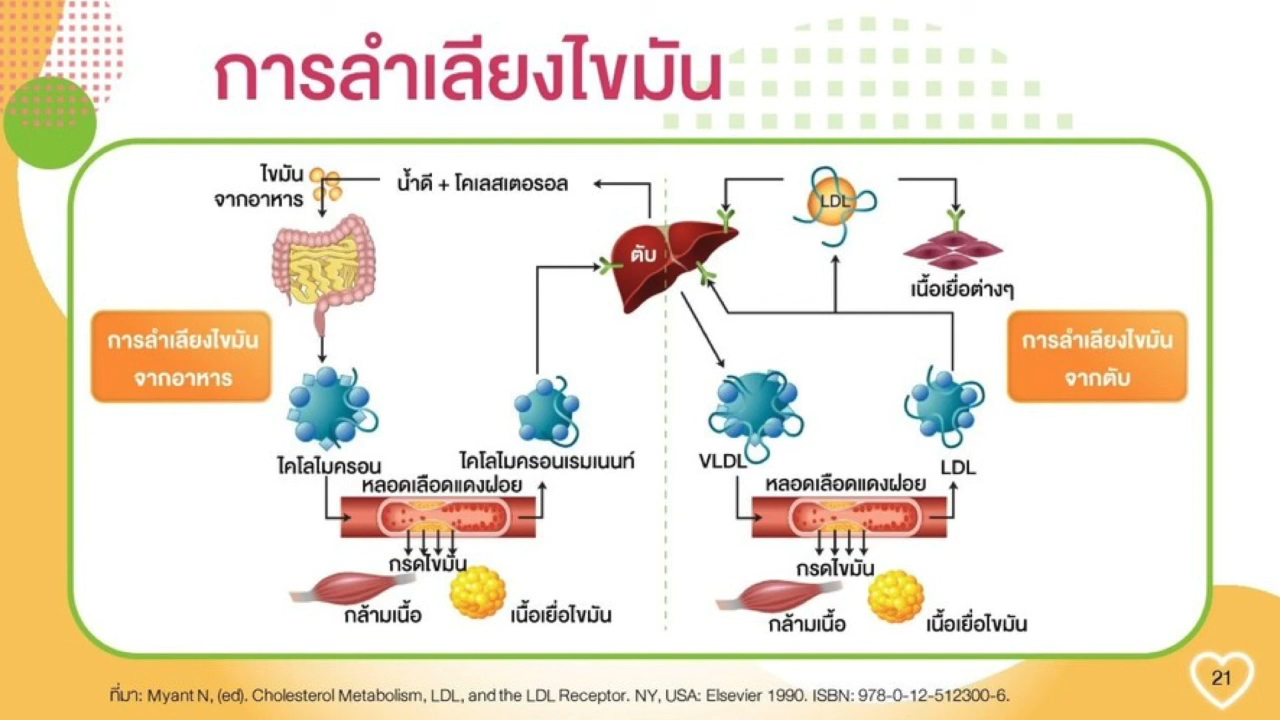 การลำเลียงไขมัน
ไขมัน
จากอาหาร
น้ำดี + โคเลสเตอรอล
ตับ
การลำเลียงไขมัน
จากอาหาร
ไคโลไมครอน
ไคโลไมครอนเรมเนนท์
หลอดเลือดแดงฝอย
กรดไขมัน
กล้ามเนื้อ
เนื้อเยื่อไขมัน
LDL
เนื้อเยื่อต่างๆ
การลำเลียงไขมัน
จากตับ
VLDL
LDL
หลอดเลือดแดงฝอย
กรดไขมัน
กล้ามเนื้อ
เนื้อเยื่อไขมัน
ที่มา: Myant N, (ed). Cholesterol Metabolism, LDL, and the LDL Receptor. NY, USA: Elsevier 1990. ISBN: 978-0-12-512300-6.
21